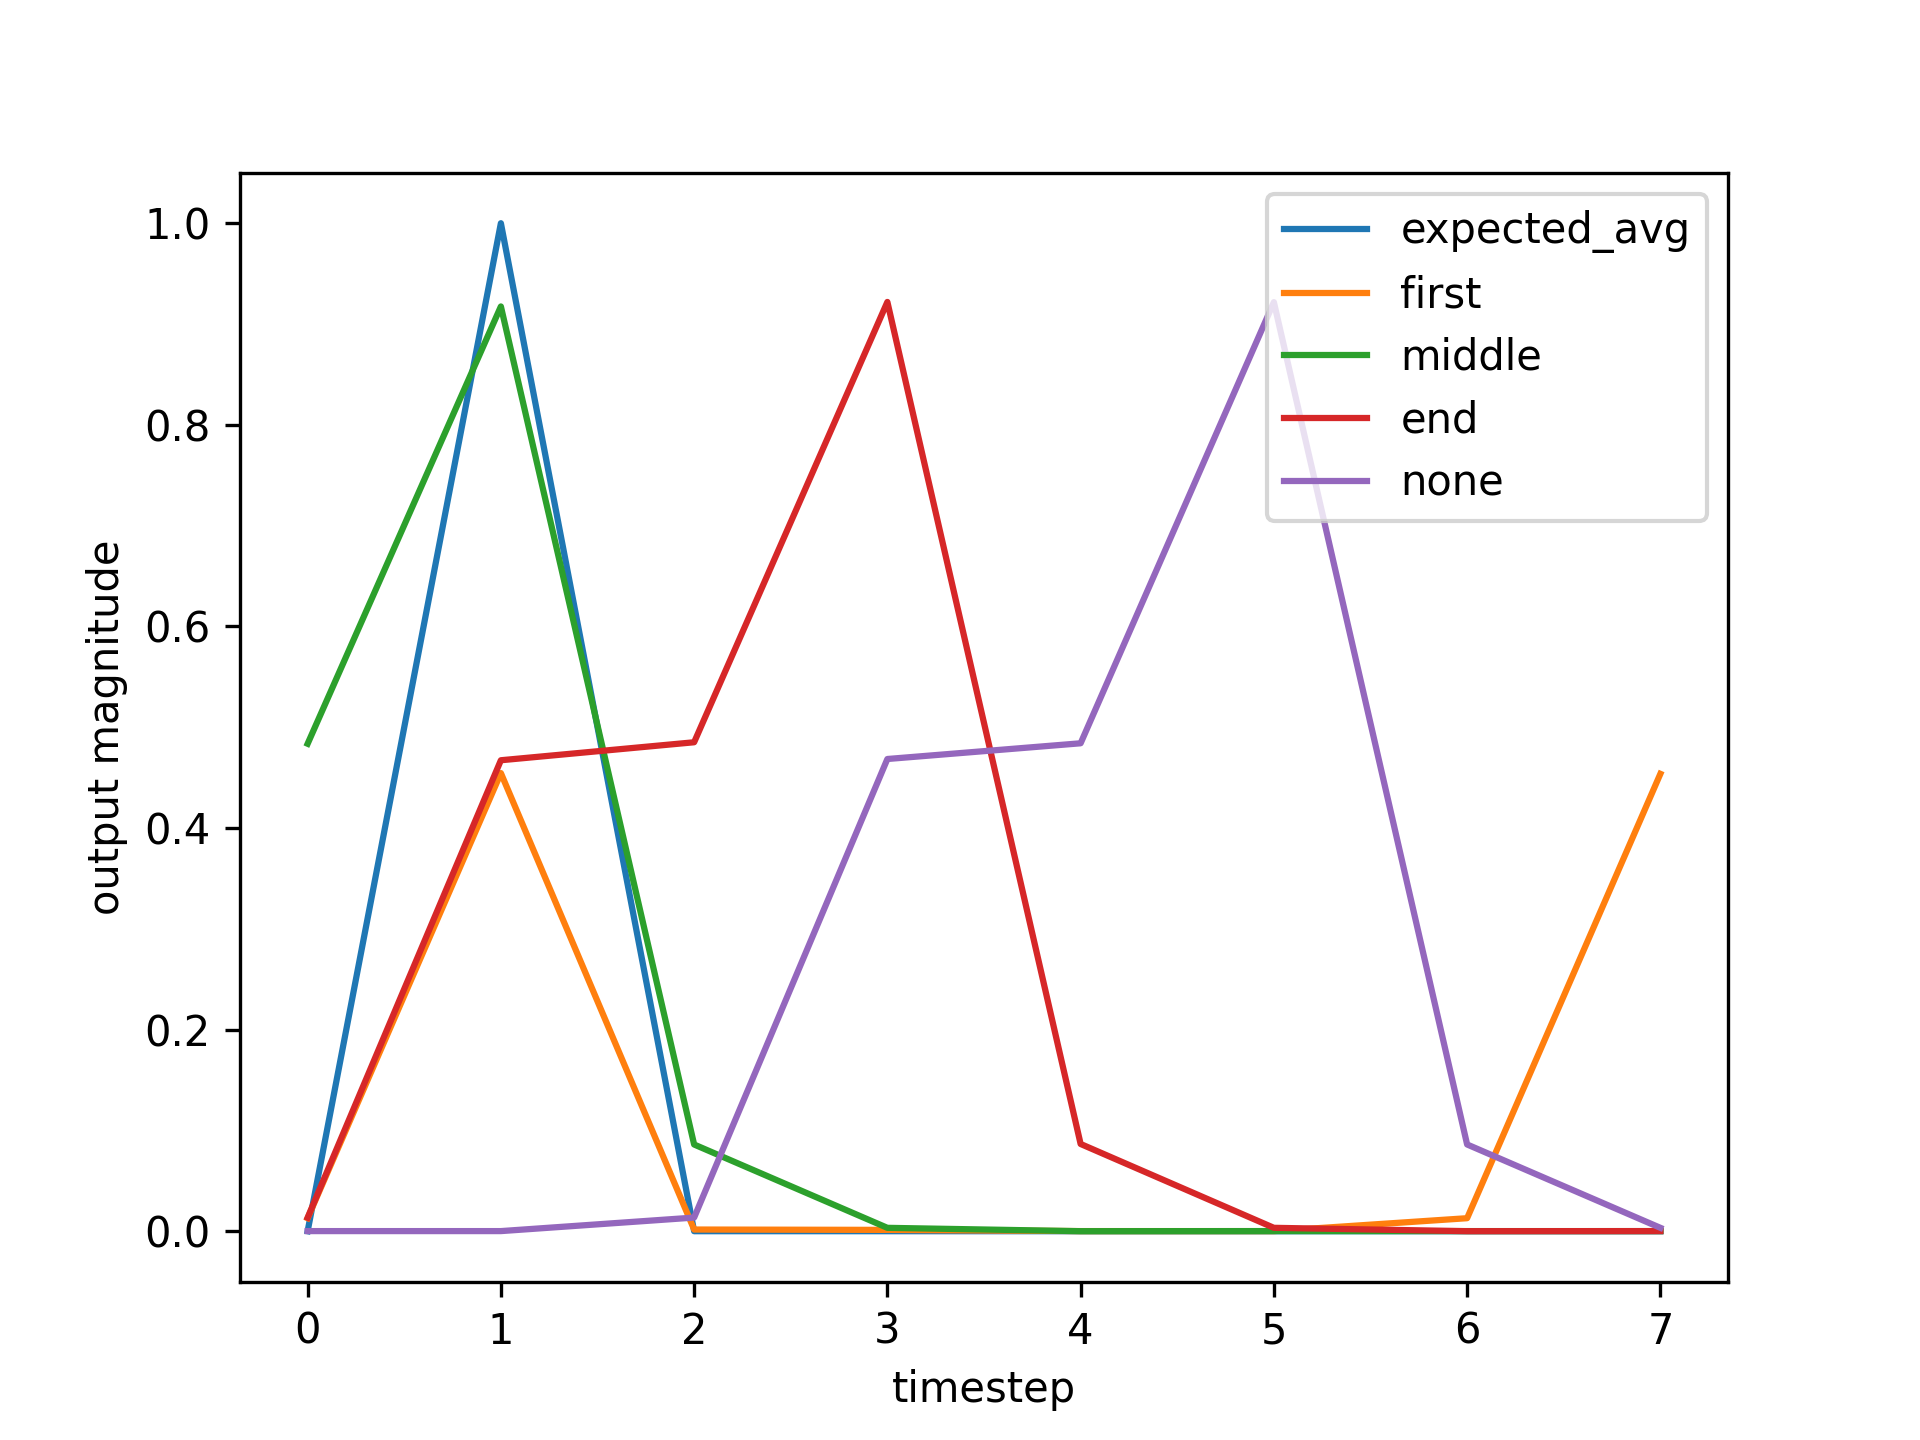 output magnitude
1.0
0.8
0.6
0.4
0.2
0.0
expected_avg
first
middle
end
none
0 1 2 3 4 5 6 7
timestep